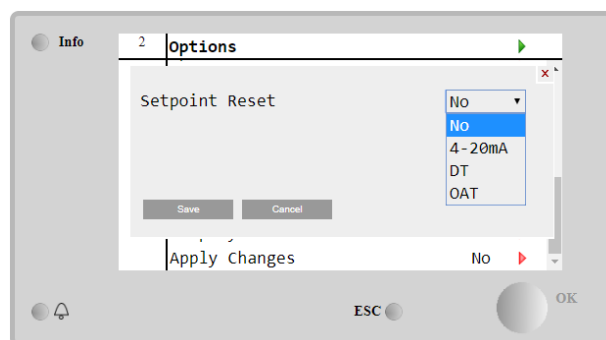 Info
2 Options
x
Setpoint Reset No
No
4-20mA
DT
OAT
Save Cancel
Apply Changes No
ESC OK